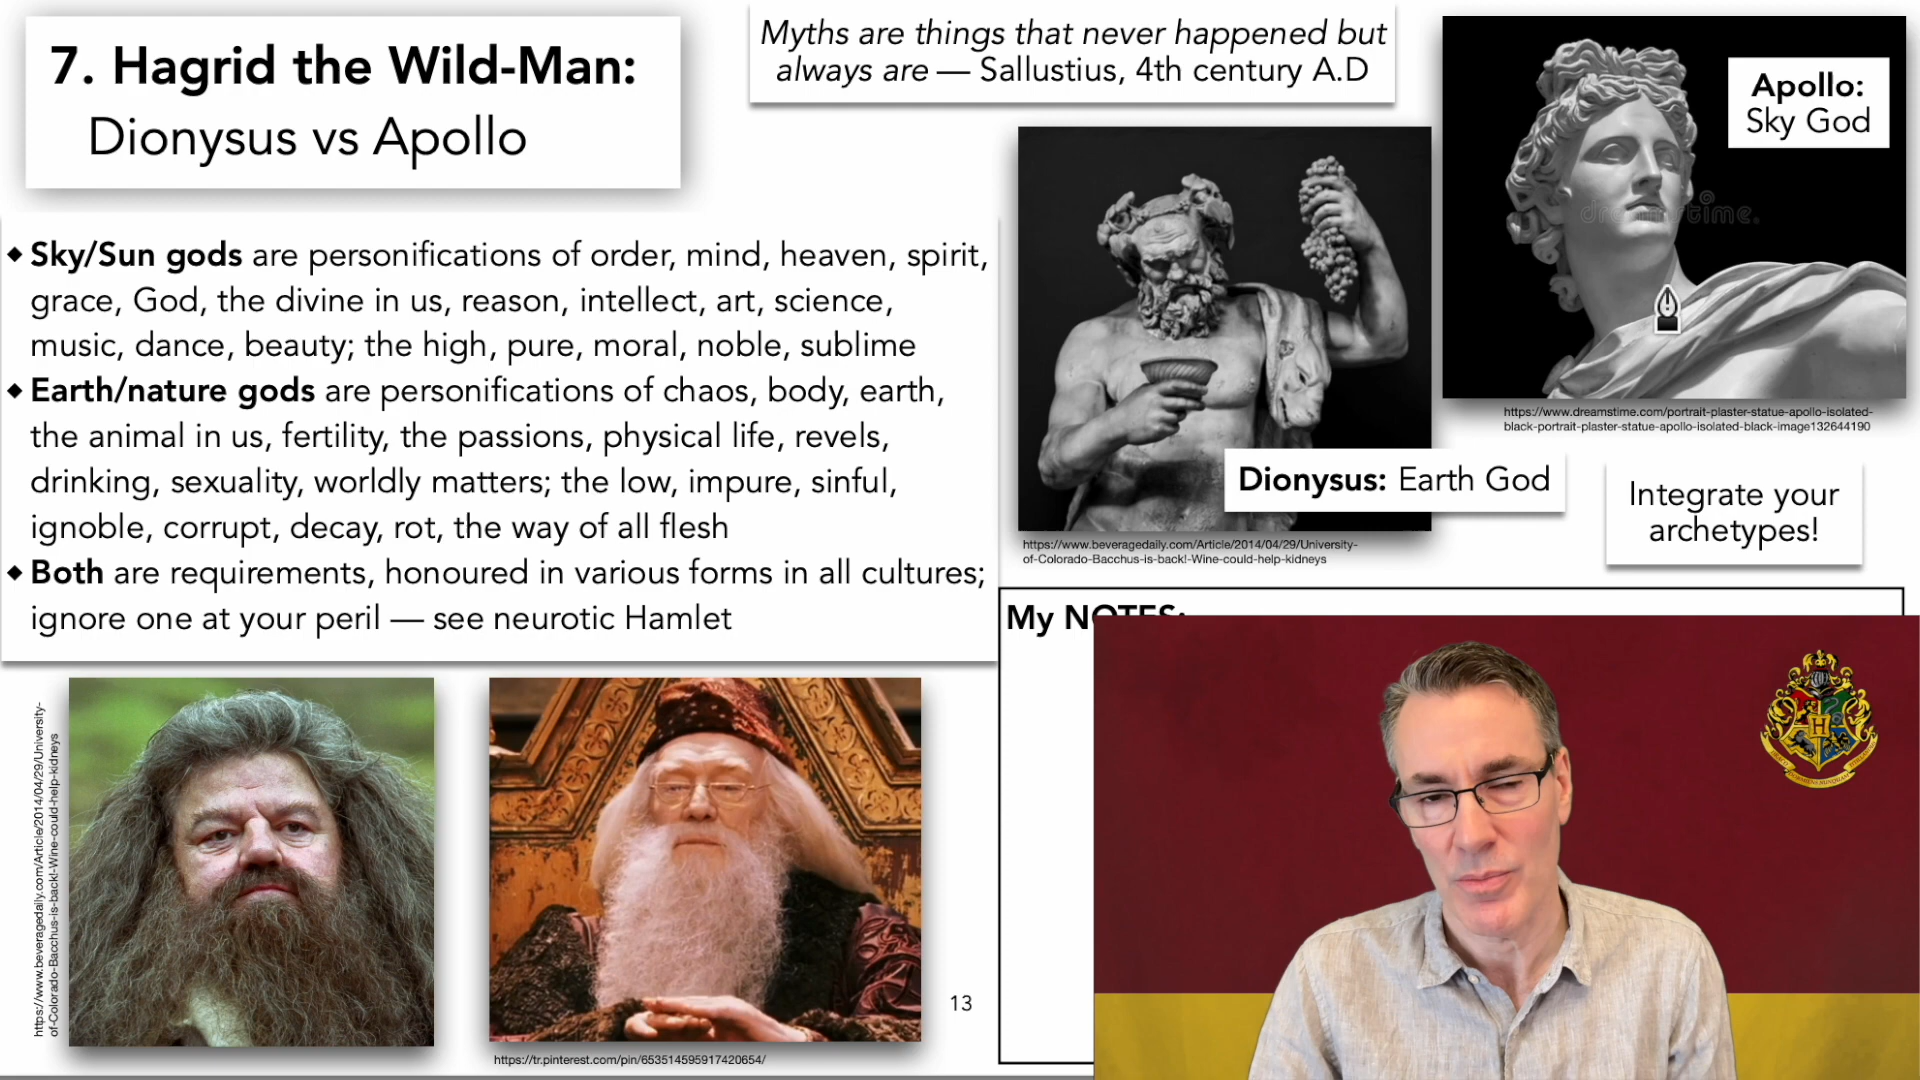 7. Hagrid the Wild-Man:
Dionysus vs Apollo
Myths are things that never happened but
always are — Sallustius, 4th century A.D
Apollo:
Sky God
◆ Sky/Sun gods are personifications of order, mind, heaven, spirit,
grace, God, the divine in us, reason, intellect, art, science,
music, dance, beauty; the high, pure, moral, noble, sublime
◆ Earth/nature gods are personifications of chaos, body, earth,
the animal in us, fertility, the passions, physical life, revels,
drinking, sexuality, worldly matters; the low, impure, sinful,
ignoble, corrupt, decay, rot, the way of all flesh
◆ Both are requirements, honoured in various forms in all cultures;
ignore one at your peril — see neurotic Hamlet
https://www.dreamstime.com/portrait-plaster-statue-apollo-isolated-
black-portrait-plaster-statue-apollo-isolated-black-image132644190
Dionysus: Earth God
https://www.beveragedaily.com/Article/2014/04/29/University-
of-Colorado-Bacchus-is-back!-Wine-could-help-kidneys
Integrate your
archetypes!
My NOTES:
https://www.beveragedaily.com/Article/2014/04/29/University-
of-Colorado-Bacchus-is-back!-Wine-could-help-kidneys
https://tr.pinterest.com/pin/653514595917420654/
13
H